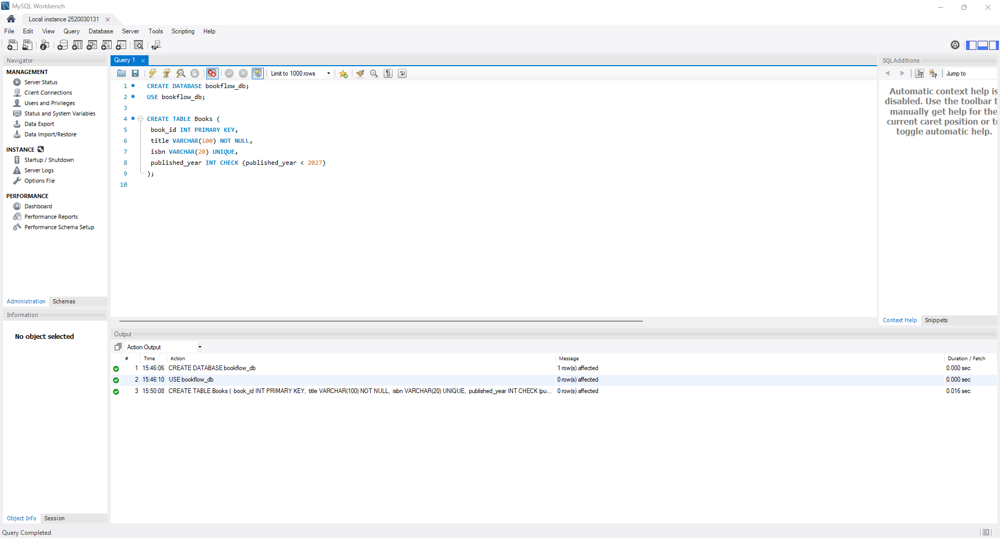 MySQL Workbench
Local instance 2520030131
File Edit View Query Database Server Tools Scripting Help
Navigator
MANAGEMENT
Server Status
Client Connections
Users and Privileges
Status and System Variables
Data Export
Data Import/Restore
INSTANCE
Startup / Shutdown
Server Logs
Options File
PERFORMANCE
Dashboard
Performance Reports
Performance Schema Setup
Administration Schemas
Information
No object selected
Object Info Session
Query 1
Limit to 1000 rows
1 CREATE DATABASE bookflow_db;
2 USE bookflow_db;
3
4 CREATE TABLE Books (
5 book_id INT PRIMARY KEY,
6 title VARCHAR(100) NOT NULL,
7 isbn VARCHAR(20) UNIQUE,
8 published_year INT CHECK (published_year < 2027)
9 );
10
SQLAdditions
Jump to
Automatic context help is
disabled. Use the toolbar t
manually get help for the
current caret position or to
toggle automatic help.
Context Help Snippets
Output
Action Output
# Time Action Message Duration / Fetch
1 15:46:06 CREATE DATABASE bookflow_db 1 row(s) affected 0.000 sec
2 15:46:10 USE bookflow_db 0 row(s) affected 0.000 sec
3 15:50:08 CREATE TABLE Books ( book_id INT PRIMARY KEY, title VARCHAR(100) NOT NULL, isbn VARCHAR(20) UNIQUE, published_year INT CHECK (pu... 0 row(s) affected 0.016 sec
Query Completed